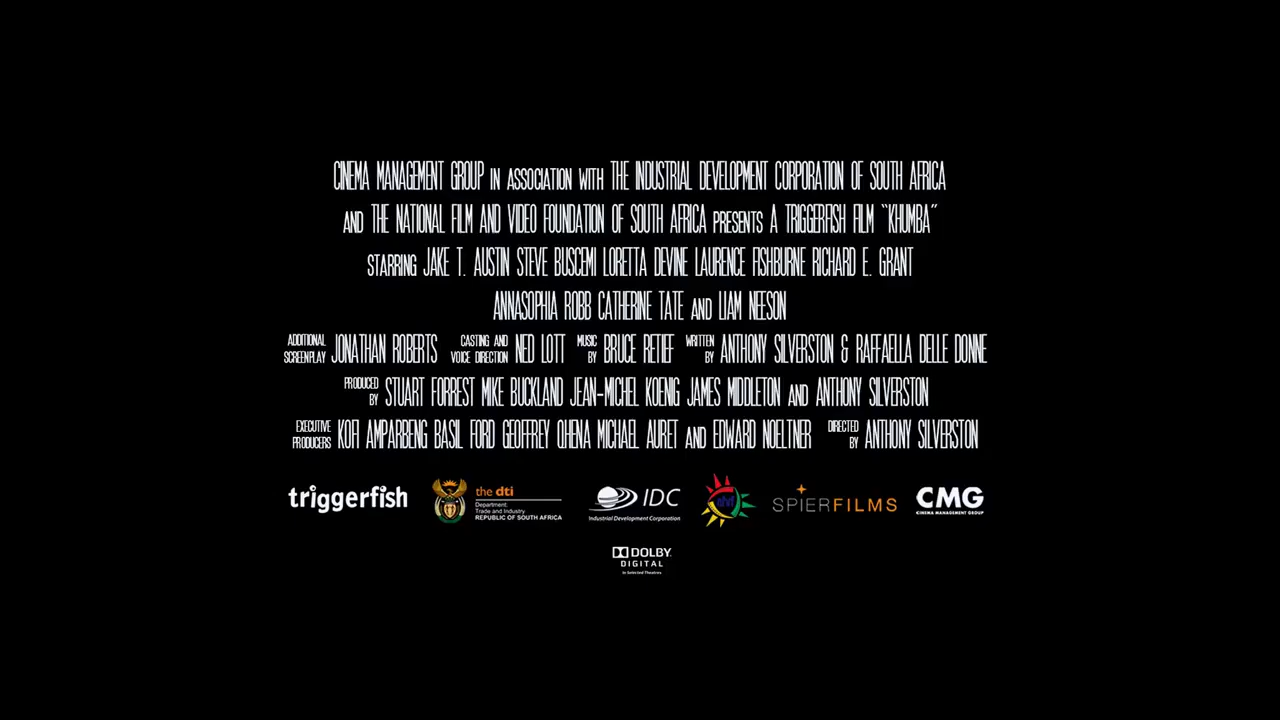 CINEMA MANAGEMENT GROUP IN ASSOCIATION WITH THE INDUSTRIAL DEVELOPMENT CORPORATION OF SOUTH AFRICA
AND THE NATIONAL FILM AND VIDEO FOUNDATION OF SOUTH AFRICA PRESENTS A TRIGGERFISH FILM "KHUMBA"
STARRING JAKE T. AUSTIN STEVE BUSCEMI LORETTA DEVINE LAURENCE FISHBURNE RICHARD E. GRANT
ANNASOPHIA ROBB CATHERINE TATE AND LIAM NEESON
ADDITIONAL SCREENPLAY JONATHAN ROBERTS CASTING AND VOICE DIRECTION NED LOTT MUSIC BY BRUCE RETIEF WRITTEN BY ANTHONY SILVERSTON & RAFFAELLA DELLE DONNE
PRODUCED BY STUART FORREST MIKE BUCKLAND JEAN-MICHEL KOENIG JAMES MIDDLETON AND ANTHONY SILVERSTON
EXECUTIVE PRODUCERS KOFI AMPARBENG BASIL FORD GEOFFREY QHENA MICHAEL AURET AND EDWARD NOELTNER DIRECTED BY ANTHONY SILVERSTON
triggerfish
the dti
Department
Trade and Industry
REPUBLIC OF SOUTH AFRICA
IDC
Industrial Development Corporation
nfvf
SPIERFILMS
CMG
CINEMA MANAGEMENT GROUP
DOLBY
DIGITAL
In Selected Theatres